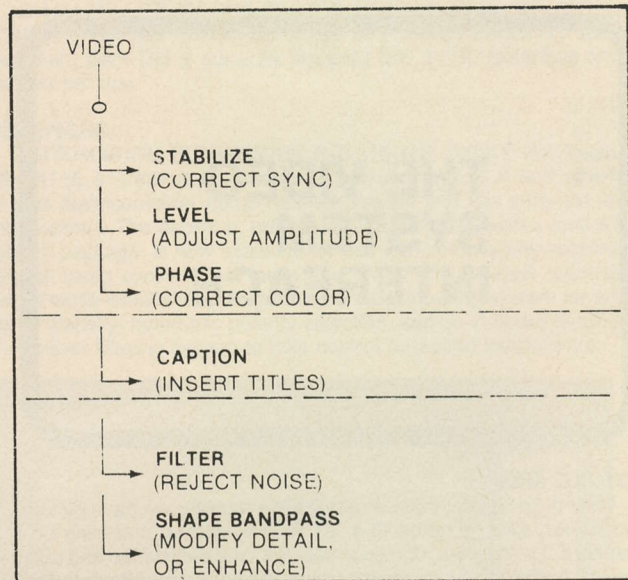 VIDEO
STABILIZE
(CORRECT SYNC)
LEVEL
(ADJUST AMPLITUDE)
PHASE
(CORRECT COLOR)
CAPTION
(INSERT TITLES)
FILTER
(REJECT NOISE)
SHAPE BANDPASS
(MODIFY DETAIL,
OR ENHANCE)